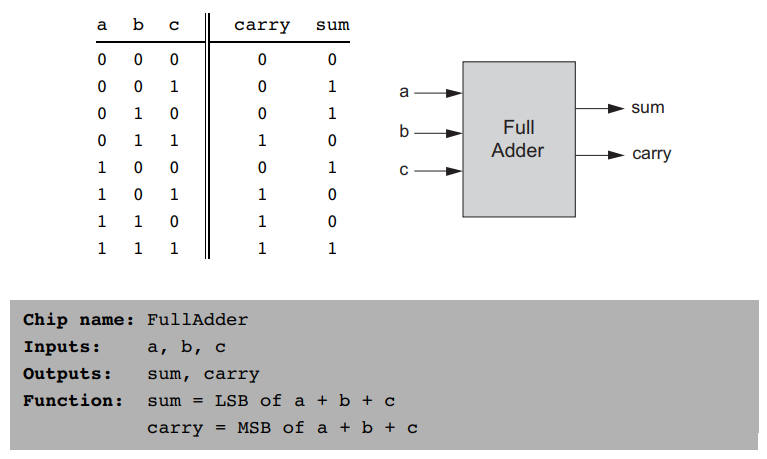 a b c carry sum
0 0 0 0 0
0 0 1 0 1
0 1 0 0 1
0 1 1 1 0
1 0 0 0 1
1 0 1 1 0
1 1 0 1 0
1 1 1 1 1
a
b
c
Full
Adder
sum
carry
Chip name: FullAdder
Inputs: a, b, c
Outputs: sum, carry
Function: sum = LSB of a + b + c
carry = MSB of a + b + c